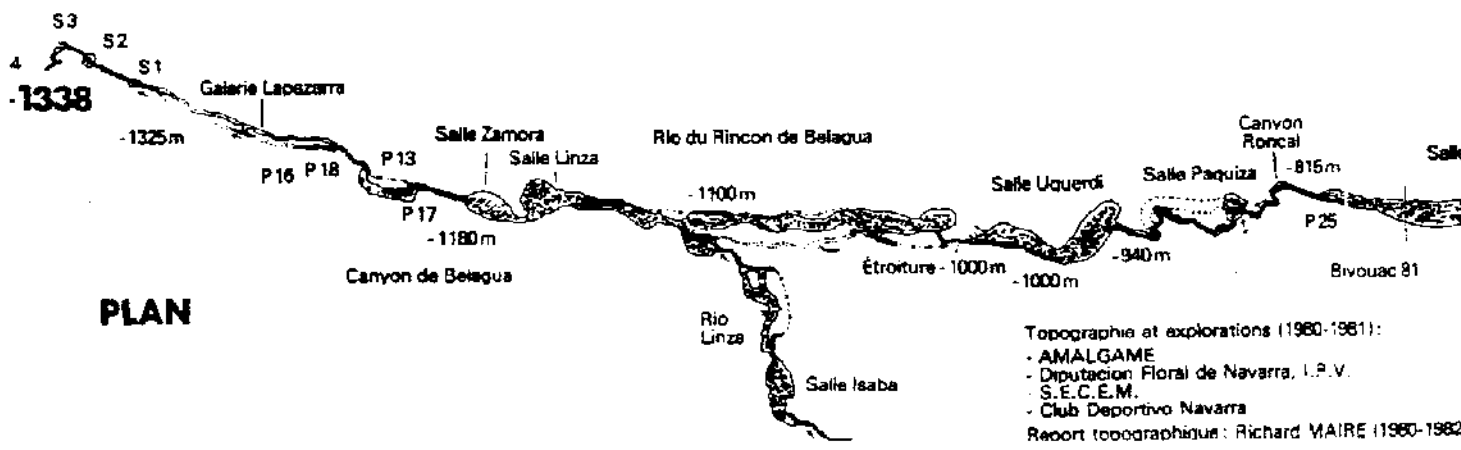 S3
S2
4
S1
-1338
Galerie Lapazarra
-1325m
P16
P18
P13
P17
Salle Zamora
-1180m
Salle Linza
Canyon de Belagua
Rio du Rincon de Belagua
-1100m
Étroiture -1000m
Rio
Linza
Salle Isaba
Salle Uquerdi
-1000m
-940m
Salle Paquiza
Canyon
Roncal
-815m
P25
Salle
Bivouac 81
PLAN
Topographie et explorations (1980-1981) :
- AMALGAME
- Diputacion Floral de Navarra, I.P.V.
- S.E.C.E.M.
- Club Deportivo Navarra
Report topographique : Richard MAIRE (1980-1982